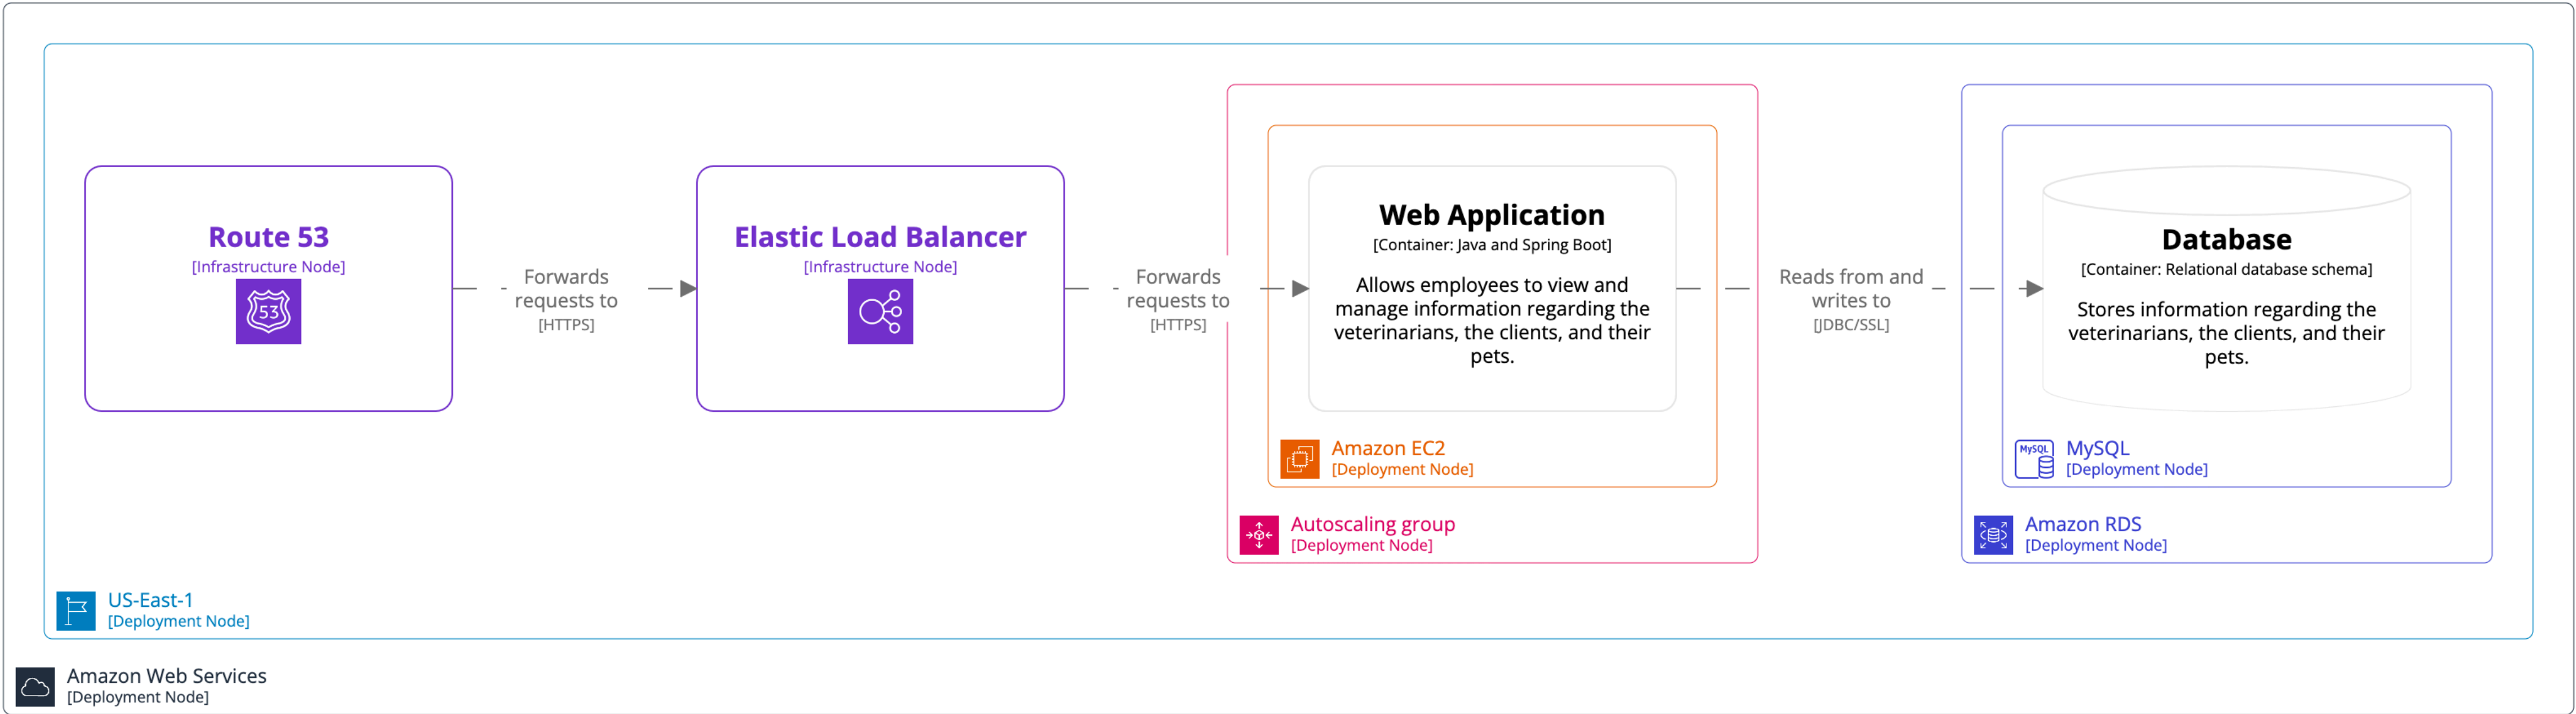 Route 53
[Infrastructure Node]
53
Forwards
requests to
[HTTPS]
Elastic Load Balancer
[Infrastructure Node]
Forwards
requests to
[HTTPS]
Web Application
[Container: Java and Spring Boot]
Allows employees to view and
manage information regarding the
veterinarians, the clients, and their
pets.
Amazon EC2
[Deployment Node]
Autoscaling group
[Deployment Node]
Reads from and
writes to
[JDBC/SSL]
Database
[Container: Relational database schema]
Stores information regarding the
veterinarians, the clients, and their
pets.
MySQL
MySQL
[Deployment Node]
Amazon RDS
[Deployment Node]
US-East-1
[Deployment Node]
Amazon Web Services
[Deployment Node]